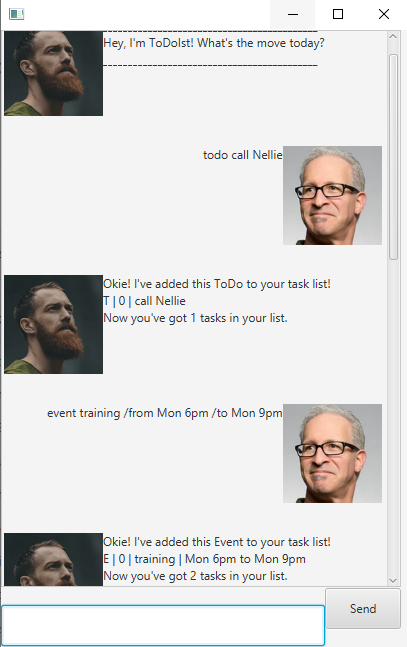 Hey, I'm ToDoIst! What's the move today?
todo call Nellie
Okie! I've added this ToDo to your task list!
T | 0 | call Nellie
Now you've got 1 tasks in your list.
event training /from Mon 6pm /to Mon 9pm
Okie! I've added this Event to your task list!
E | 0 | training | Mon 6pm to Mon 9pm
Now you've got 2 tasks in your list.
Send